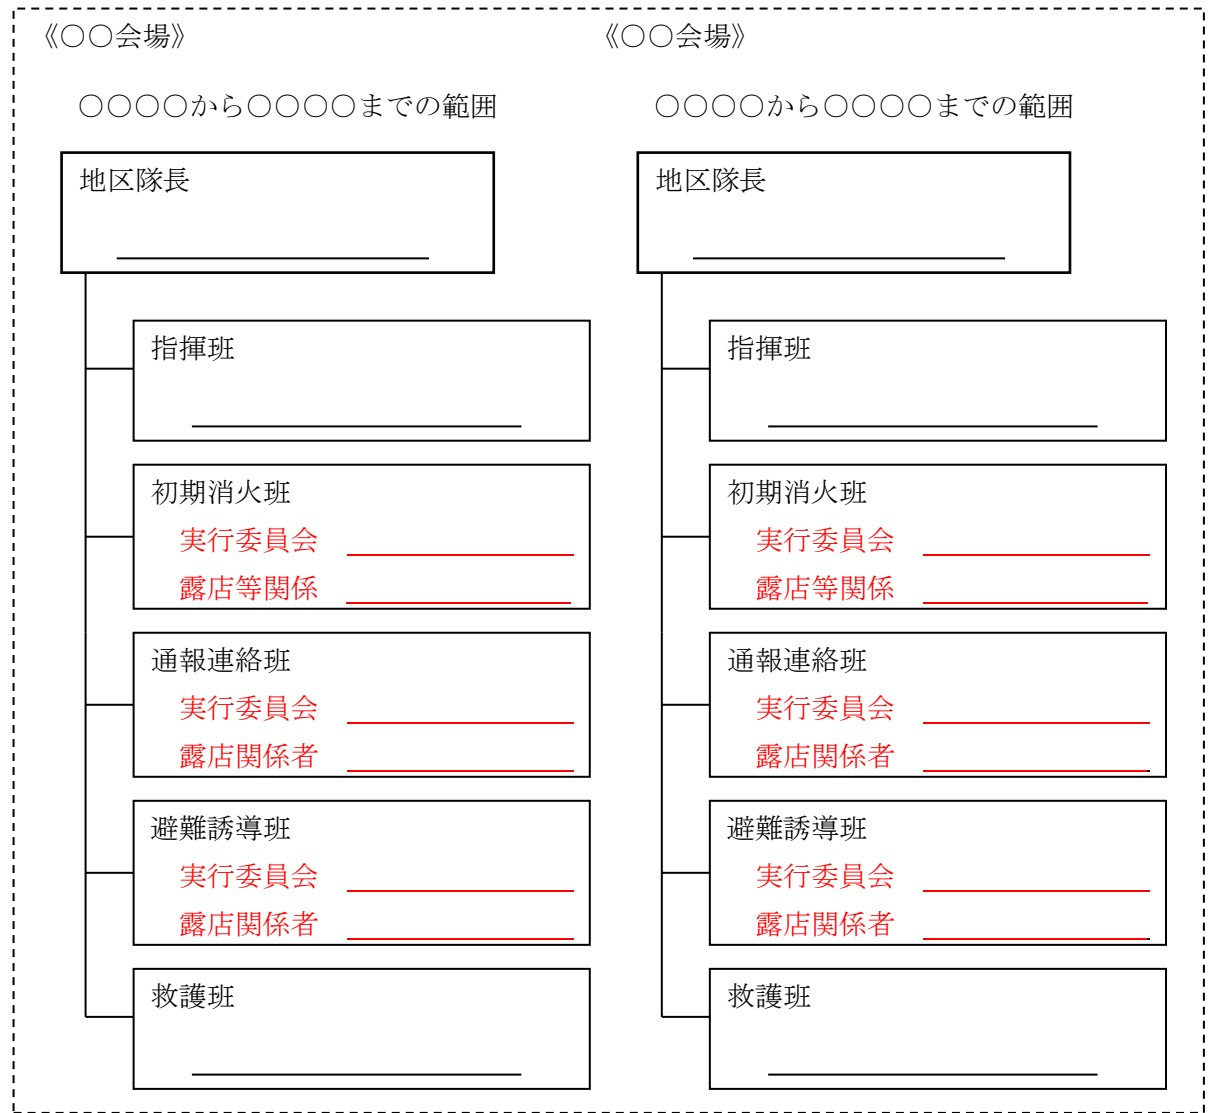 《○○会場》
○○○○から○○○○までの範囲
地区隊長
指揮班
初期消火班
実行委員会
露店等関係
通報連絡班
実行委員会
露店関係者
避難誘導班
実行委員会
露店関係者
救護班
《○○会場》
○○○○から○○○○までの範囲
地区隊長
指揮班
初期消火班
実行委員会
露店等関係
通報連絡班
実行委員会
露店関係者
避難誘導班
実行委員会
露店関係者
救護班